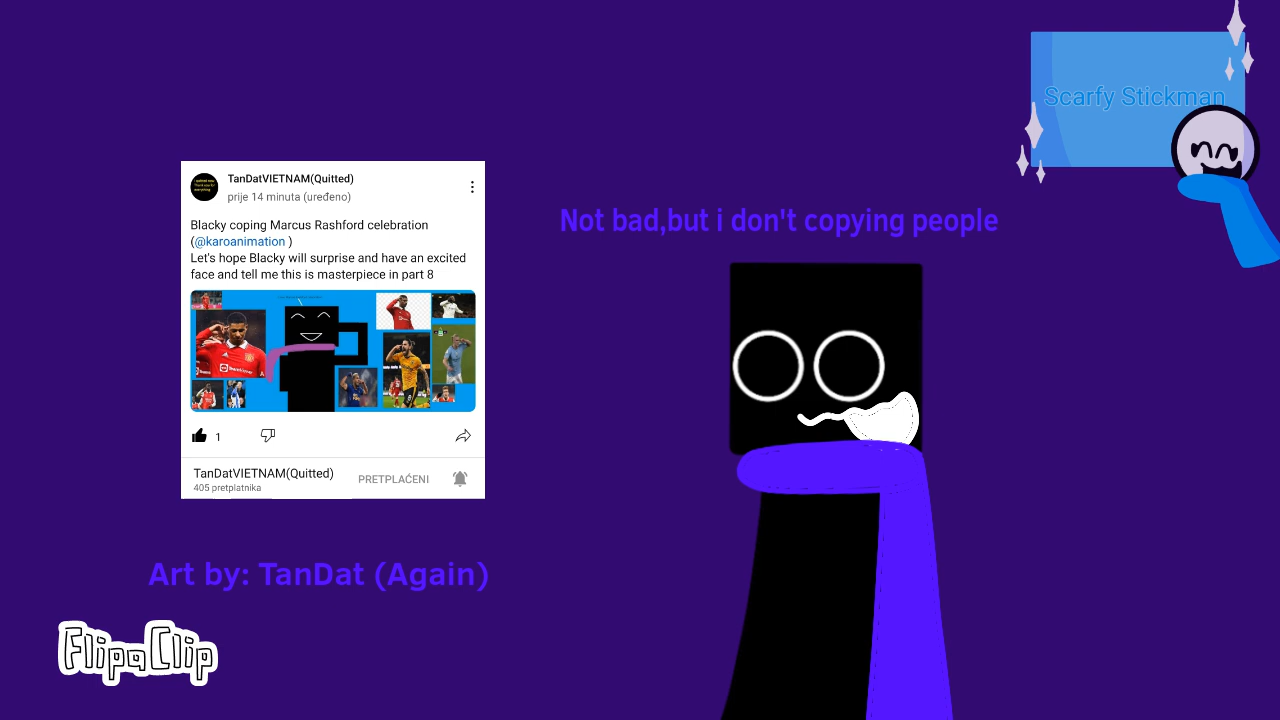 Scarfy Stickman
TanDatVIETNAM(Quitted)
prije 14 minuta (uređeno)
Blacky coping Marcus Rashford celebration
(@karoanimation )
Let's hope Blacky will surprise and have an excited
face and tell me this is masterpiece in part 8
1
TanDatVIETNAM(Quitted)
405 pretplatnika
PRETPLAĆENI
Not bad,but i don't copying people
Art by: TanDat (Again)
FlipaClip